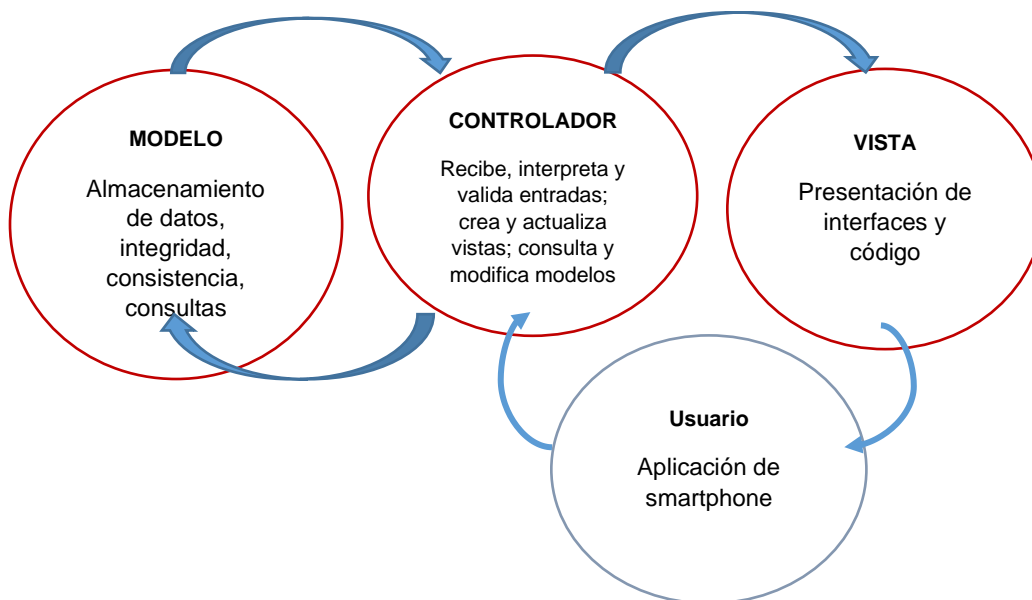 MODELO
Almacenamiento
de datos,
integridad,
consistencia,
consultas
CONTROLADOR
Recibe, interpreta y
valida entradas;
crea y actualiza
vistas; consulta y
modifica modelos
VISTA
Presentación de
interfaces y
código
Usuario
Aplicación de
smartphone